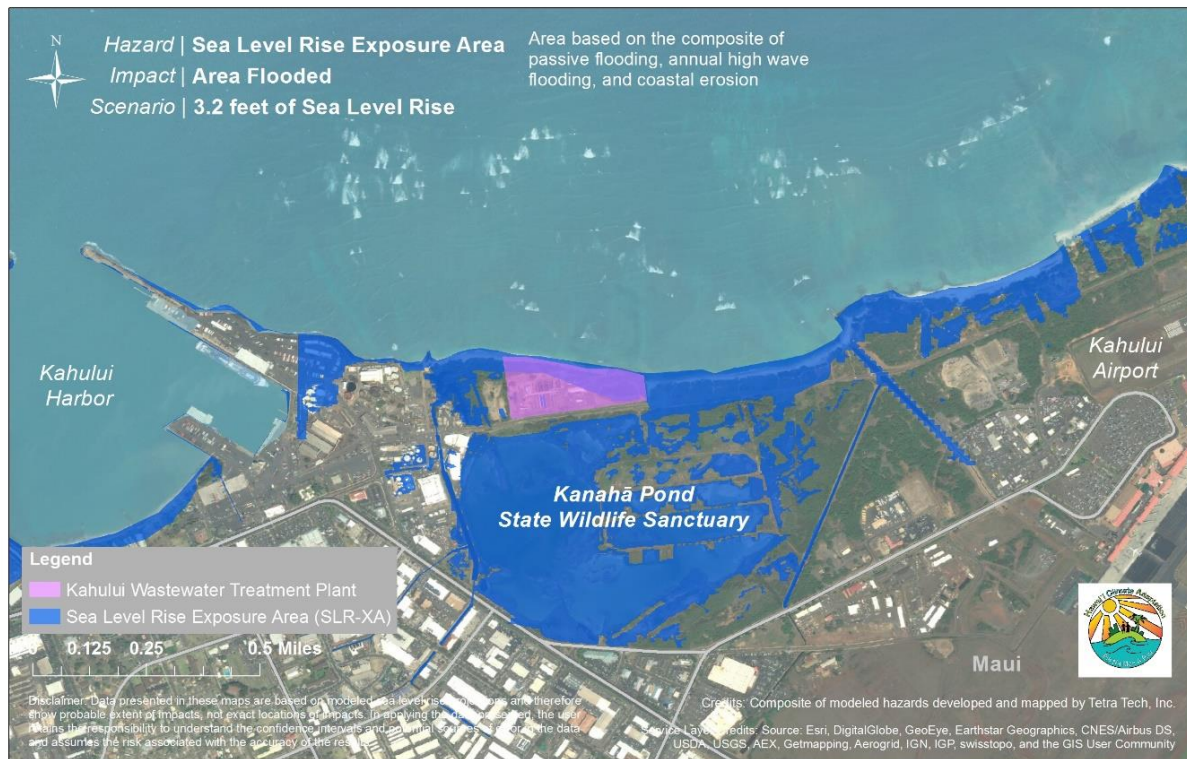 N
Hazard | Sea Level Rise Exposure Area
Impact | Area Flooded
Scenario | 3.2 feet of Sea Level Rise
Area based on the composite of
passive flooding, annual high wave
flooding, and coastal erosion
Kahului
Harbor
Kahului
Airport
Kanahā Pond
State Wildlife Sanctuary
Legend
Kahului Wastewater Treatment Plant
Sea Level Rise Exposure Area (SLR-XA)
0 0.125 0.25 0.5 Miles
Maui
Disclaimer: Data presented in these maps are based on modeled sea level rise and therefore
show probable extent of impacts, not exact locations of impacts. In applying the the user
retains the responsibility to understand the confidence intervals and potential sources of error in the data
and assumes the risk associated with the accuracy of the
Credits: Composite of modeled hazards developed and mapped by Tetra Tech, Inc.
Service Layer Credits: Source: Esri, DigitalGlobe, GeoEye, Earthstar Geographics, CNES/Airbus DS,
USDA, USGS, AEX, Getmapping, Aerogrid, IGN, IGP, swisstopo, and the GIS User Community